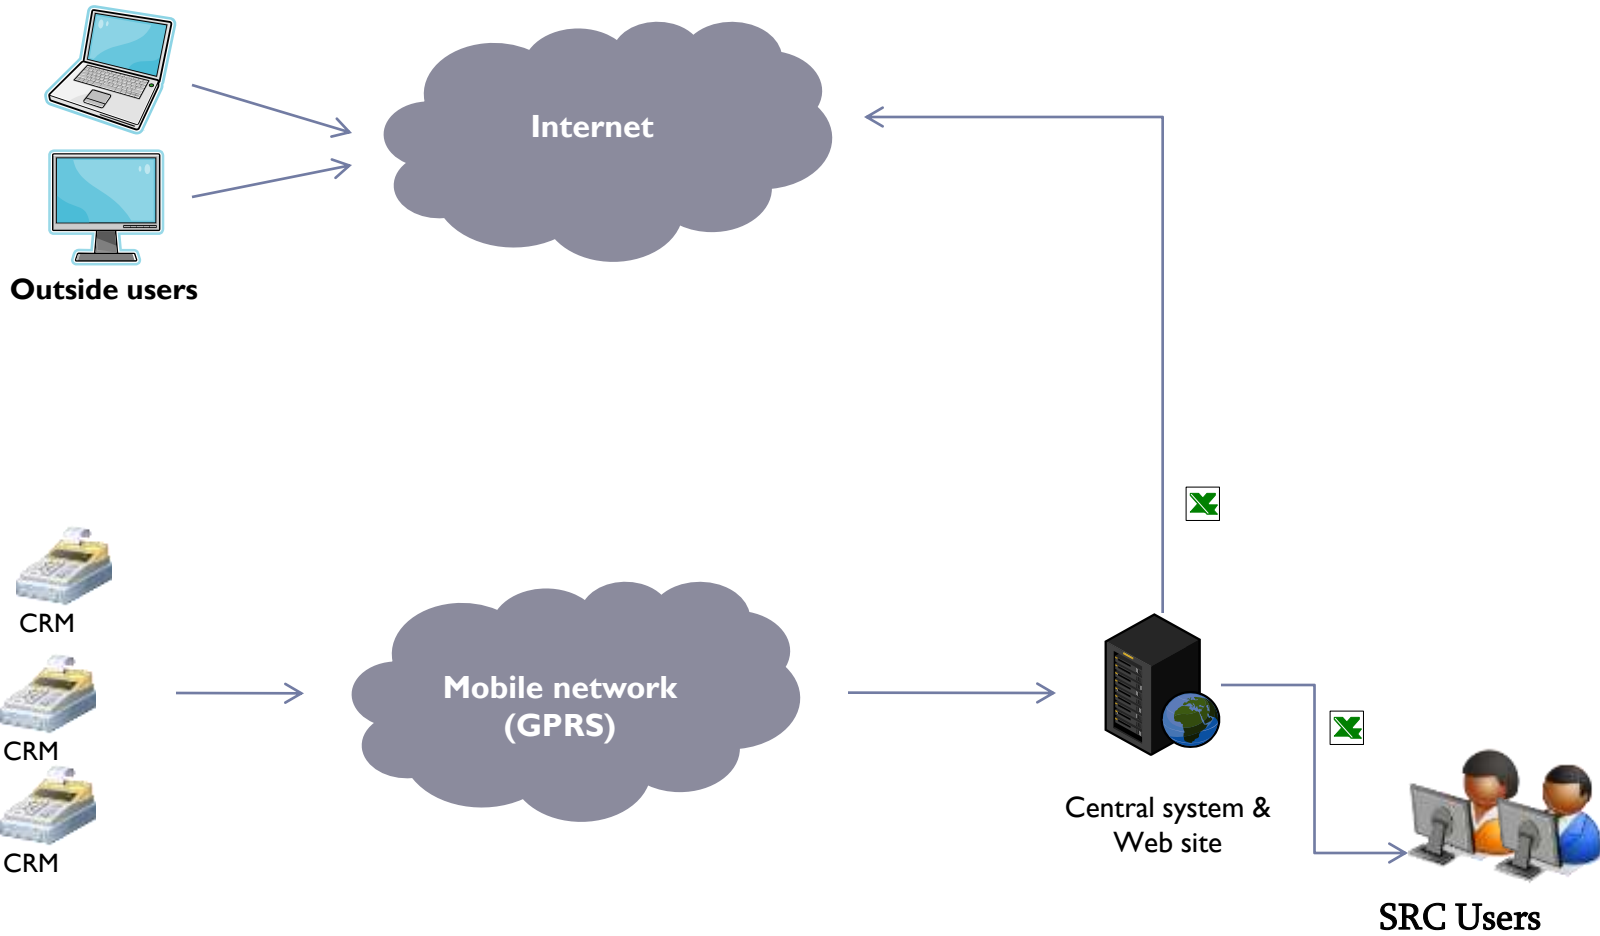 Internet
Outside users
CRM
CRM
CRM
Mobile network
(GPRS)
Central system &
Web site
SRC Users